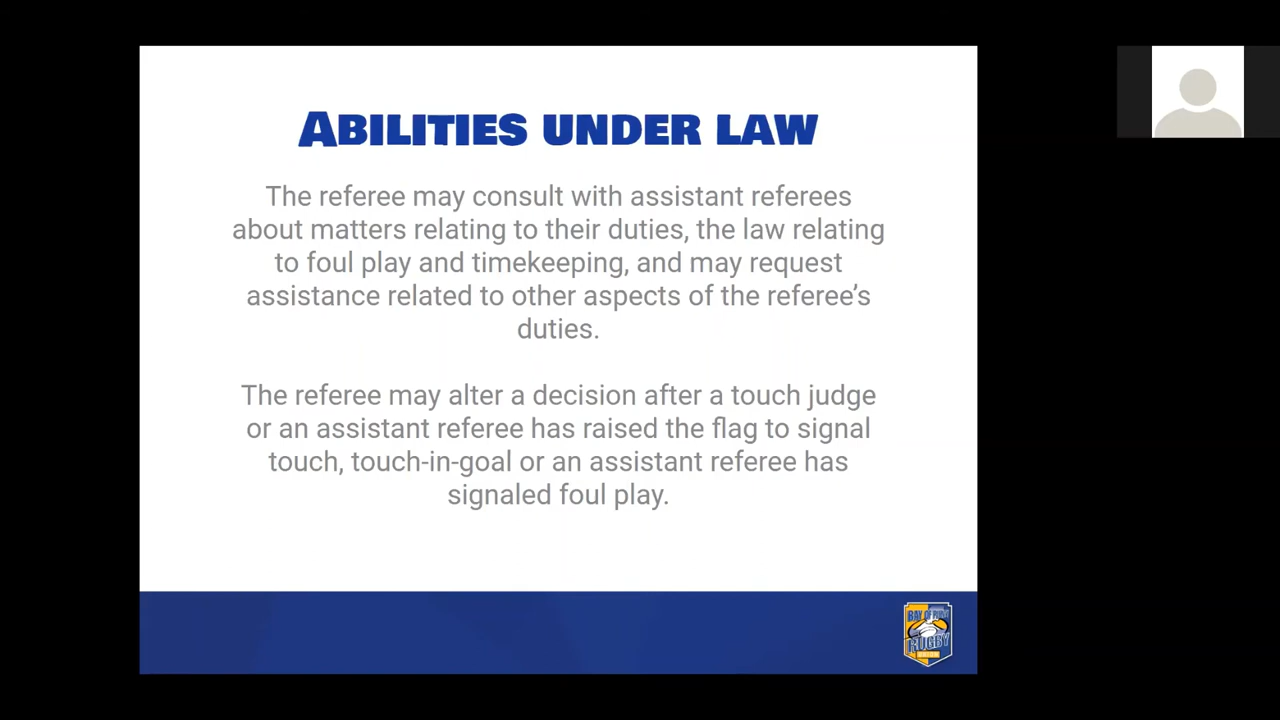 ABILITIES UNDER LAW
The referee may consult with assistant referees
about matters relating to their duties, the law relating
to foul play and timekeeping, and may request
assistance related to other aspects of the referee's
duties.
The referee may alter a decision after a touch judge
or an assistant referee has raised the flag to signal
touch, touch-in-goal or an assistant referee has
signaled foul play.
RUGBY